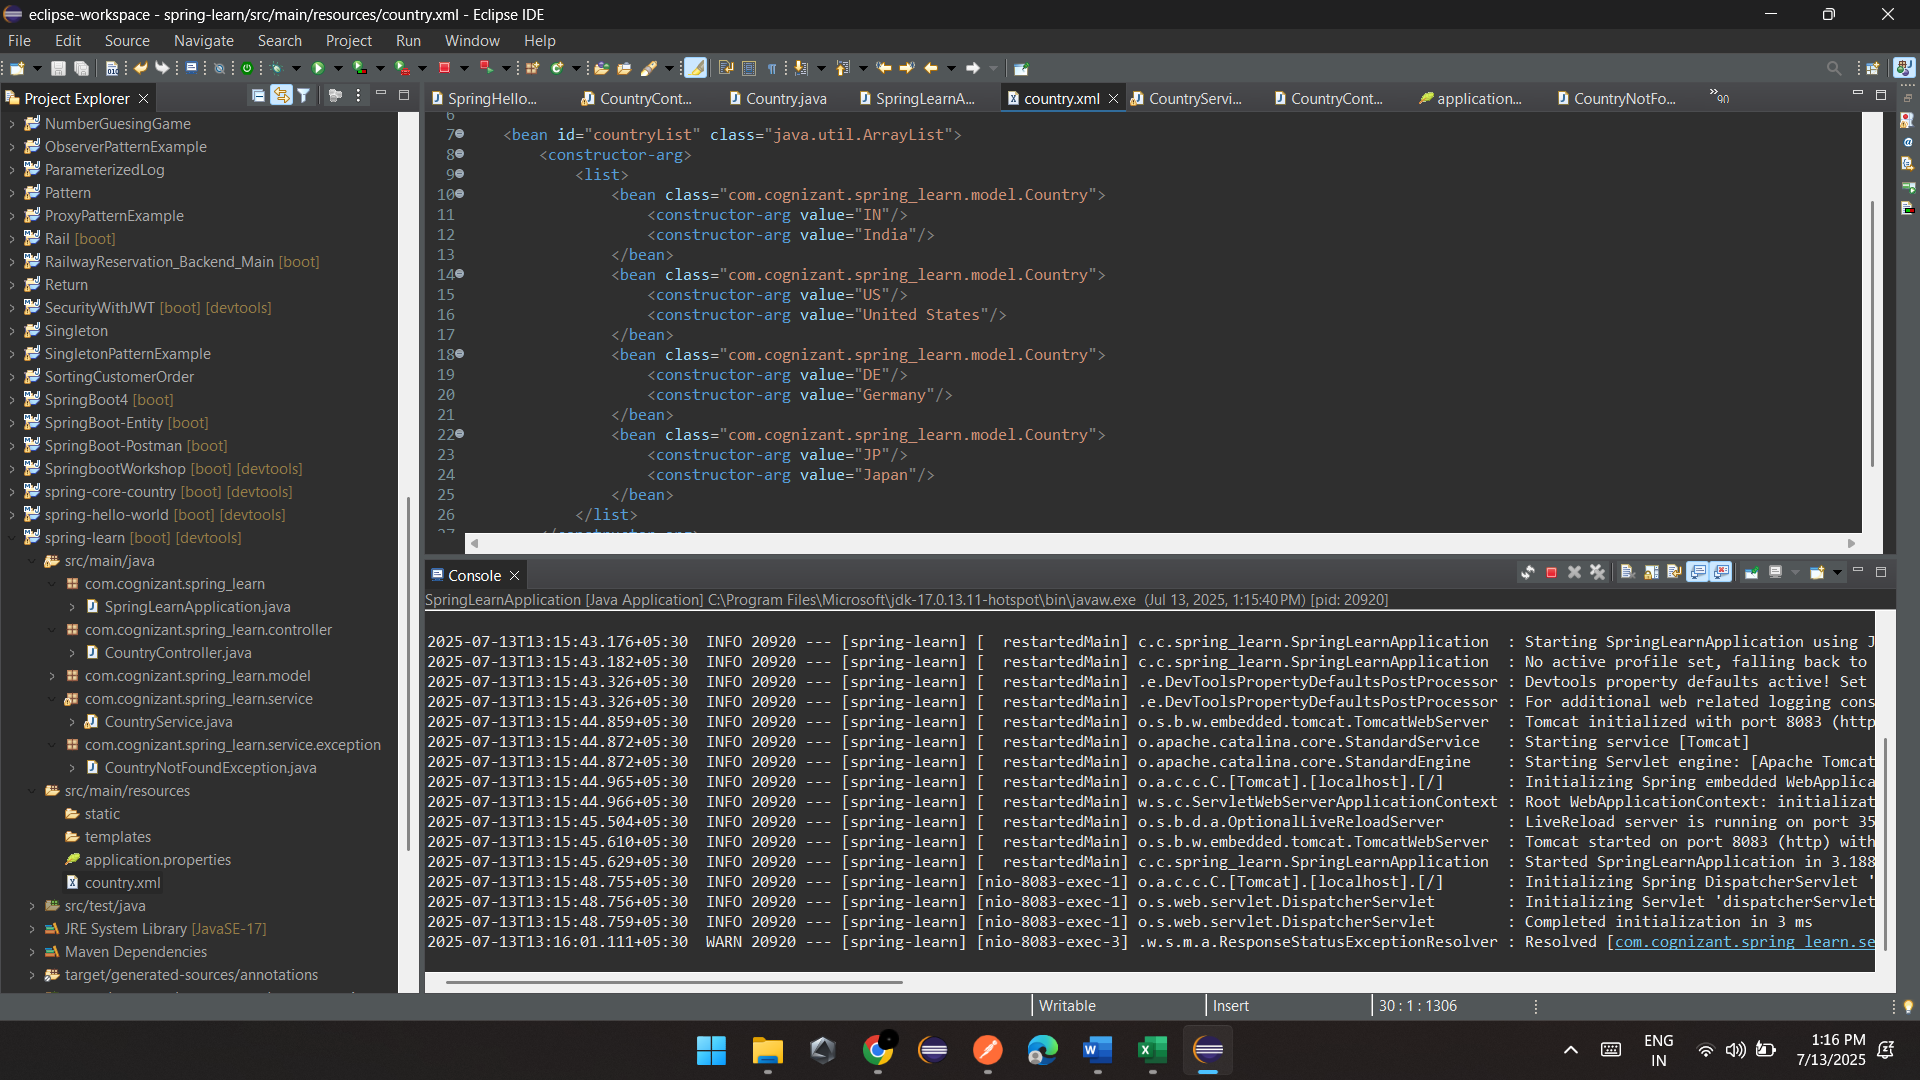 eclipse-workspace - spring-learn/src/main/resources/country.xml - Eclipse IDE
File Edit Source Navigate Search Project Run Window Help
Project Explorer
NumberGuesingGame
ObserverPatternExample
ParameterizedLog
Pattern
ProxyPatternExample
Rail [boot]
RailwayReservation_Backend_Main [boot]
Return
SecurityWithJWT [boot] [devtools]
Singleton
SingletonPatternExample
SortingCustomerOrder
SpringBoot4 [boot]
SpringBoot-Entity [boot]
SpringBoot-Postman [boot]
SpringbootWorkshop [boot] [devtools]
spring-core-country [boot] [devtools]
spring-hello-world [boot] [devtools]
spring-learn [boot] [devtools]
src/main/java
com.cognizant.spring_learn
SpringLearnApplication.java
com.cognizant.spring_learn.controller
CountryController.java
com.cognizant.spring_learn.model
com.cognizant.spring_learn.service
CountryService.java
com.cognizant.spring_learn.service.exception
CountryNotFoundException.java
src/main/resources
static
templates
application.properties
country.xml
src/test/java
JRE System Library [JavaSE-17]
Maven Dependencies
target/generated-sources/annotations
SpringHello... CountryCont... Country.java SpringLearnA... country.xml CountryServi... CountryCont... application... CountryNotFo... »90
6
7 <bean id="countryList" class="java.util.ArrayList">
8 <constructor-arg>
9 <list>
10 <bean class="com.cognizant.spring_learn.model.Country">
11 <constructor-arg value="IN"/>
12 <constructor-arg value="India"/>
13 </bean>
14 <bean class="com.cognizant.spring_learn.model.Country">
15 <constructor-arg value="US"/>
16 <constructor-arg value="United States"/>
17 </bean>
18 <bean class="com.cognizant.spring_learn.model.Country">
19 <constructor-arg value="DE"/>
20 <constructor-arg value="Germany"/>
21 </bean>
22 <bean class="com.cognizant.spring_learn.model.Country">
23 <constructor-arg value="JP"/>
24 <constructor-arg value="Japan"/>
25 </bean>
26 </list>
Console
SpringLearnApplication [Java Application] C:\Program Files\Microsoft\jdk-17.0.13.11-hotspot\bin\javaw.exe (Jul 13, 2025, 1:15:40 PM) [pid: 20920]
2025-07-13T13:15:43.176+05:30 INFO 20920 --- [spring-learn] [ restartedMain] c.c.spring_learn.SpringLearnApplication : Starting SpringLearnApplication using J
2025-07-13T13:15:43.182+05:30 INFO 20920 --- [spring-learn] [ restartedMain] c.c.spring_learn.SpringLearnApplication : No active profile set, falling back to
2025-07-13T13:15:43.326+05:30 INFO 20920 --- [spring-learn] [ restartedMain] .e.DevToolsPropertyDefaultsPostProcessor : Devtools property defaults active! Set
2025-07-13T13:15:43.326+05:30 INFO 20920 --- [spring-learn] [ restartedMain] .e.DevToolsPropertyDefaultsPostProcessor : For additional web related logging cons
2025-07-13T13:15:44.859+05:30 INFO 20920 --- [spring-learn] [ restartedMain] o.s.b.w.embedded.tomcat.TomcatWebServer : Tomcat initialized with port 8083 (http
2025-07-13T13:15:44.872+05:30 INFO 20920 --- [spring-learn] [ restartedMain] o.apache.catalina.core.StandardService : Starting service [Tomcat]
2025-07-13T13:15:44.872+05:30 INFO 20920 --- [spring-learn] [ restartedMain] o.apache.catalina.core.StandardEngine : Starting Servlet engine: [Apache Tomcat
2025-07-13T13:15:44.965+05:30 INFO 20920 --- [spring-learn] [ restartedMain] o.a.c.c.C.[Tomcat].[localhost].[/] : Initializing Spring embedded WebApplica
2025-07-13T13:15:44.966+05:30 INFO 20920 --- [spring-learn] [ restartedMain] w.s.c.ServletWebServerApplicationContext : Root WebApplicationContext: initializat
2025-07-13T13:15:45.504+05:30 INFO 20920 --- [spring-learn] [ restartedMain] o.s.b.d.a.OptionalLiveReloadServer : LiveReload server is running on port 35
2025-07-13T13:15:45.610+05:30 INFO 20920 --- [spring-learn] [ restartedMain] o.s.b.w.embedded.tomcat.TomcatWebServer : Tomcat started on port 8083 (http) with
2025-07-13T13:15:45.629+05:30 INFO 20920 --- [spring-learn] [ restartedMain] c.c.spring_learn.SpringLearnApplication : Started SpringLearnApplication in 3.188
2025-07-13T13:15:48.755+05:30 INFO 20920 --- [spring-learn] [nio-8083-exec-1] o.a.c.c.C.[Tomcat].[localhost].[/] : Initializing Spring DispatcherServlet '
2025-07-13T13:15:48.756+05:30 INFO 20920 --- [spring-learn] [nio-8083-exec-1] o.s.web.servlet.DispatcherServlet : Initializing Servlet 'dispatcherServlet
2025-07-13T13:15:48.759+05:30 INFO 20920 --- [spring-learn] [nio-8083-exec-1] o.s.web.servlet.DispatcherServlet : Completed initialization in 3 ms
2025-07-13T13:16:01.111+05:30 WARN 20920 --- [spring-learn] [nio-8083-exec-3] .w.s.m.a.ResponseStatusExceptionResolver : Resolved [com.cognizant.spring_learn.se
Writable Insert 30 : 1 : 1306
ENG
IN
1:16 PM
7/13/2025